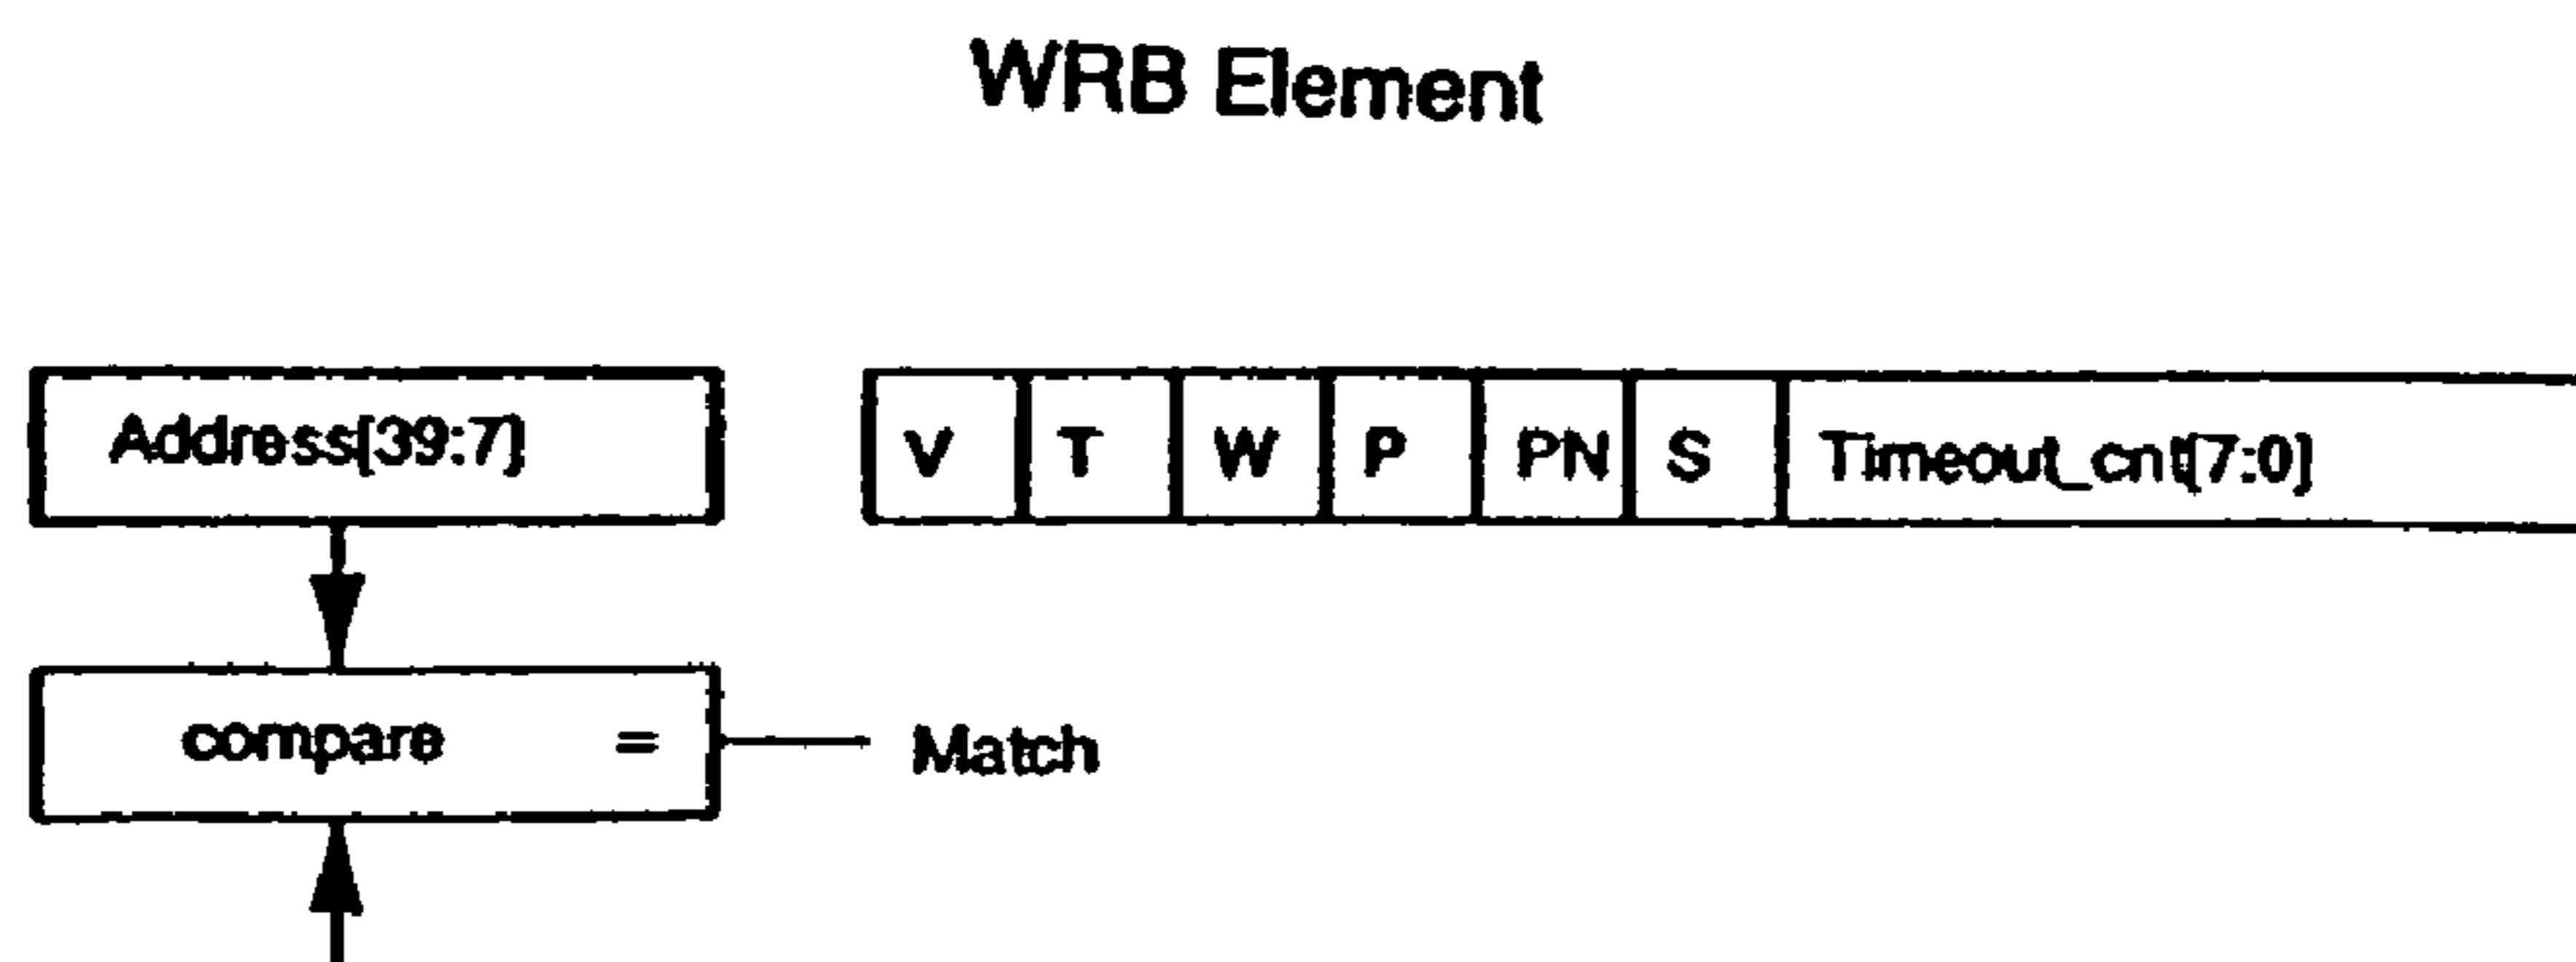 WRB Element
Address[39:7] V T W P PN S Timeout_cnt[7:0]
compare = Match